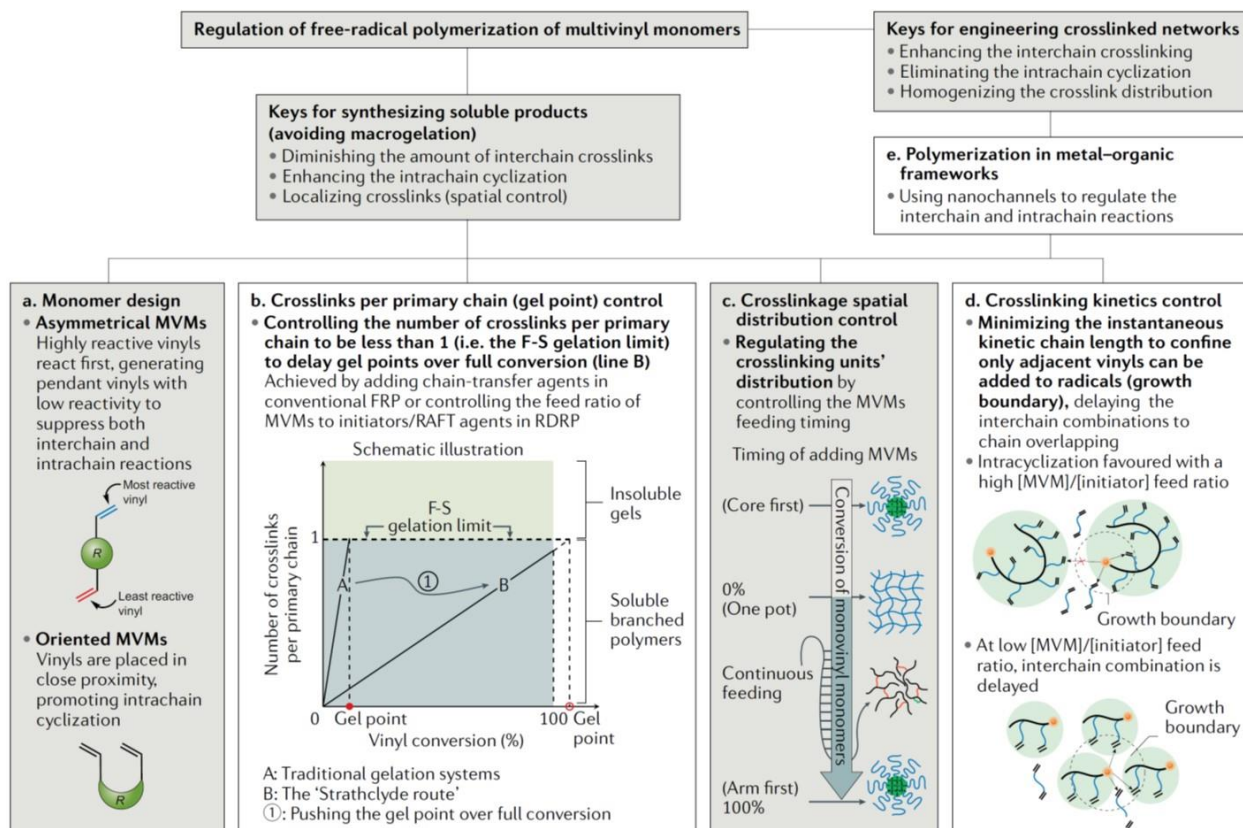 Regulation of free-radical polymerization of multivinyl monomers
Keys for engineering crosslinked networks
• Enhancing the interchain crosslinking
• Eliminating the intrachain cyclization
• Homogenizing the crosslink distribution
Keys for synthesizing soluble products
(avoiding macrogelation)
• Diminishing the amount of interchain crosslinks
• Enhancing the intrachain cyclization
• Localizing crosslinks (spatial control)
e. Polymerization in metal–organic
frameworks
• Using nanochannels to regulate the
interchain and intrachain reactions
a. Monomer design
• Asymmetrical MVMs
Highly reactive vinyls
react first, generating
pendant vinyls with
low reactivity to
suppress both
interchain and
intrachain reactions
Most reactive
vinyl
R
Least reactive
vinyl
• Oriented MVMs
Vinyls are placed in
close proximity,
promoting intrachain
cyclization
R
b. Crosslinks per primary chain (gel point) control
• Controlling the number of crosslinks per primary
chain to be less than 1 (i.e. the F-S gelation limit)
to delay gel points over full conversion (line B)
Achieved by adding chain-transfer agents in
conventional FRP or controlling the feed ratio of
MVMs to initiators/RAFT agents in RDRP
Schematic illustration
Number of crosslinks
per primary chain
1
F-S
gelation limit
A
①
B
Insoluble
gels
Soluble
branched
polymers
0
Gel point
100
Gel
point
Vinyl conversion (%)
A: Traditional gelation systems
B: The ‘Strathclyde route’
①: Pushing the gel point over full conversion
c. Crosslinkage spatial
distribution control
• Regulating the
crosslinking units’
distribution by
controlling the MVMs
feeding timing
Timing of adding MVMs
(Core first)
0%
(One pot)
Continuous
feeding
(Arm first)
100%
Conversion of
monovinyl monomers
d. Crosslinking kinetics control
• Minimizing the instantaneous
kinetic chain length to confine
only adjacent vinyls can be
added to radicals (growth
boundary), delaying the
interchain combinations to
chain overlapping
• Intracyclization favoured with a
high [MVM]/[initiator] feed ratio
Growth boundary
• At low [MVM]/[initiator] feed
ratio, interchain combination is
delayed
Growth
boundary